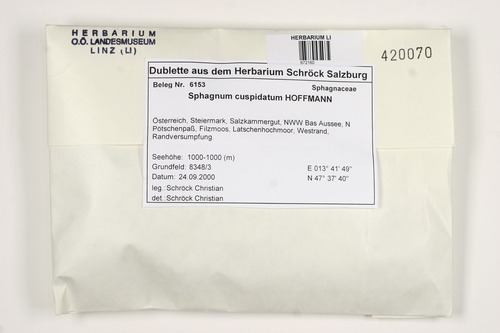 HERBARIUM
O.Ö. LANDESMUSEUM
LINZ (LI)
HERBARIUM LI
420070
Dublette aus dem Herbarium Schröck Salzburg
Beleg Nr. 6153
Sphagnaceae
Sphagnum cuspidatum HOFFMANN
Österreich, Steiermark, Salzkammergut, NWW Bas Aussee, N
Pötschenpaß, Filzmoos, Latschenhochmoor, Westrand,
Randversumpfung
Seehöhe: 1000-1000 (m)
Grundfeld: 8348/3
E 013° 41' 49"
Datum: 24.09.2000
N 47° 37' 40"
leg.: Schröck Christian
det.: Schröck Christian